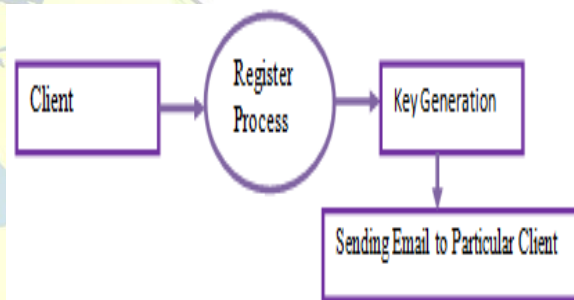 Client
Register
Process
Key Generation
Sending Email to Particular Client